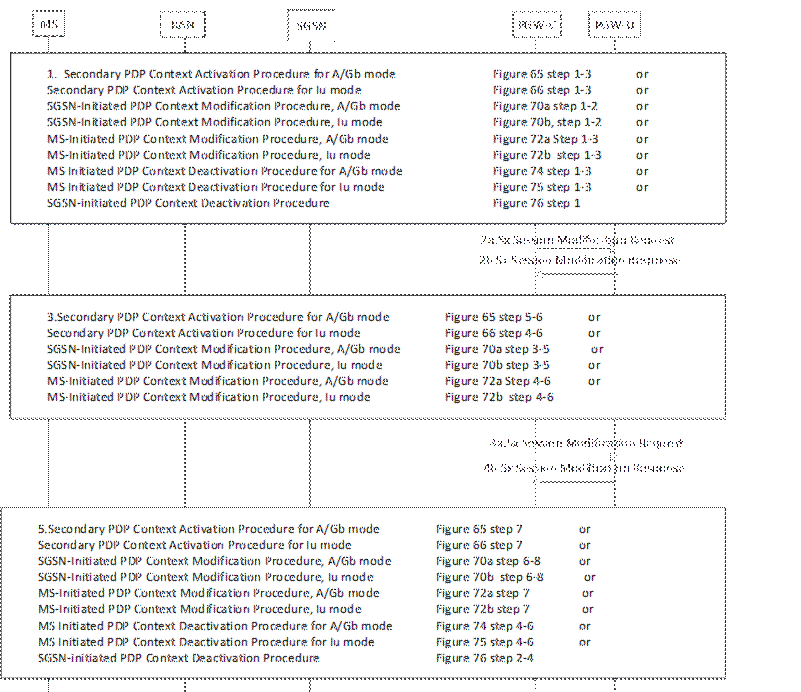 MS RAN SGSN PGW-C PGW-U
1. Secondary PDP Context Activation Procedure for A/Gb mode Figure 65 step 1-3 or
Secondary PDP Context Activation Procedure for Iu mode Figure 66 step 1-3 or
SGSN-Initiated PDP Context Modification Procedure, A/Gb mode Figure 70a step 1-2 or
SGSN-Initiated PDP Context Modification Procedure, Iu mode Figure 70b, step 1-2 or
MS-Initiated PDP Context Modification Procedure, A/Gb mode Figure 72a Step 1-3 or
MS-Initiated PDP Context Modification Procedure, Iu mode Figure 72b step 1-3 or
MS Initiated PDP Context Deactivation Procedure for A/Gb mode Figure 74 step 1-3 or
MS Initiated PDP Context Deactivation Procedure for Iu mode Figure 75 step 1-3 or
SGSN-initiated PDP Context Deactivation Procedure Figure 76 step 1
2a.Sx Session Modification Request
2b.Sx Session Modification Response
3.Secondary PDP Context Activation Procedure for A/Gb mode Figure 65 step 5-6 or
Secondary PDP Context Activation Procedure for Iu mode Figure 66 step 4-6 or
SGSN-Initiated PDP Context Modification Procedure, A/Gb mode Figure 70a step 3-5 or
SGSN-Initiated PDP Context Modification Procedure, Iu mode Figure 70b step 3-5 or
MS-Initiated PDP Context Modification Procedure, A/Gb mode Figure 72a Step 4-6 or
MS-Initiated PDP Context Modification Procedure, Iu mode Figure 72b step 4-6
4a.Sx Session Modification Request
4b.Sx Session Modification Response
5.Secondary PDP Context Activation Procedure for A/Gb mode Figure 65 step 7 or
Secondary PDP Context Activation Procedure for Iu mode Figure 66 step 7 or
SGSN-Initiated PDP Context Modification Procedure, A/Gb mode Figure 70a step 6-8 or
SGSN-Initiated PDP Context Modification Procedure, Iu mode Figure 70b step 6-8 or
MS-Initiated PDP Context Modification Procedure, A/Gb mode Figure 72a step 7 or
MS-Initiated PDP Context Modification Procedure, Iu mode Figure 72b step 7 or
MS Initiated PDP Context Deactivation Procedure for A/Gb mode Figure 74 step 4-6 or
MS Initiated PDP Context Deactivation Procedure for Iu mode Figure 75 step 4-6 or
SGSN-initiated PDP Context Deactivation Procedure Figure 76 step 2-4